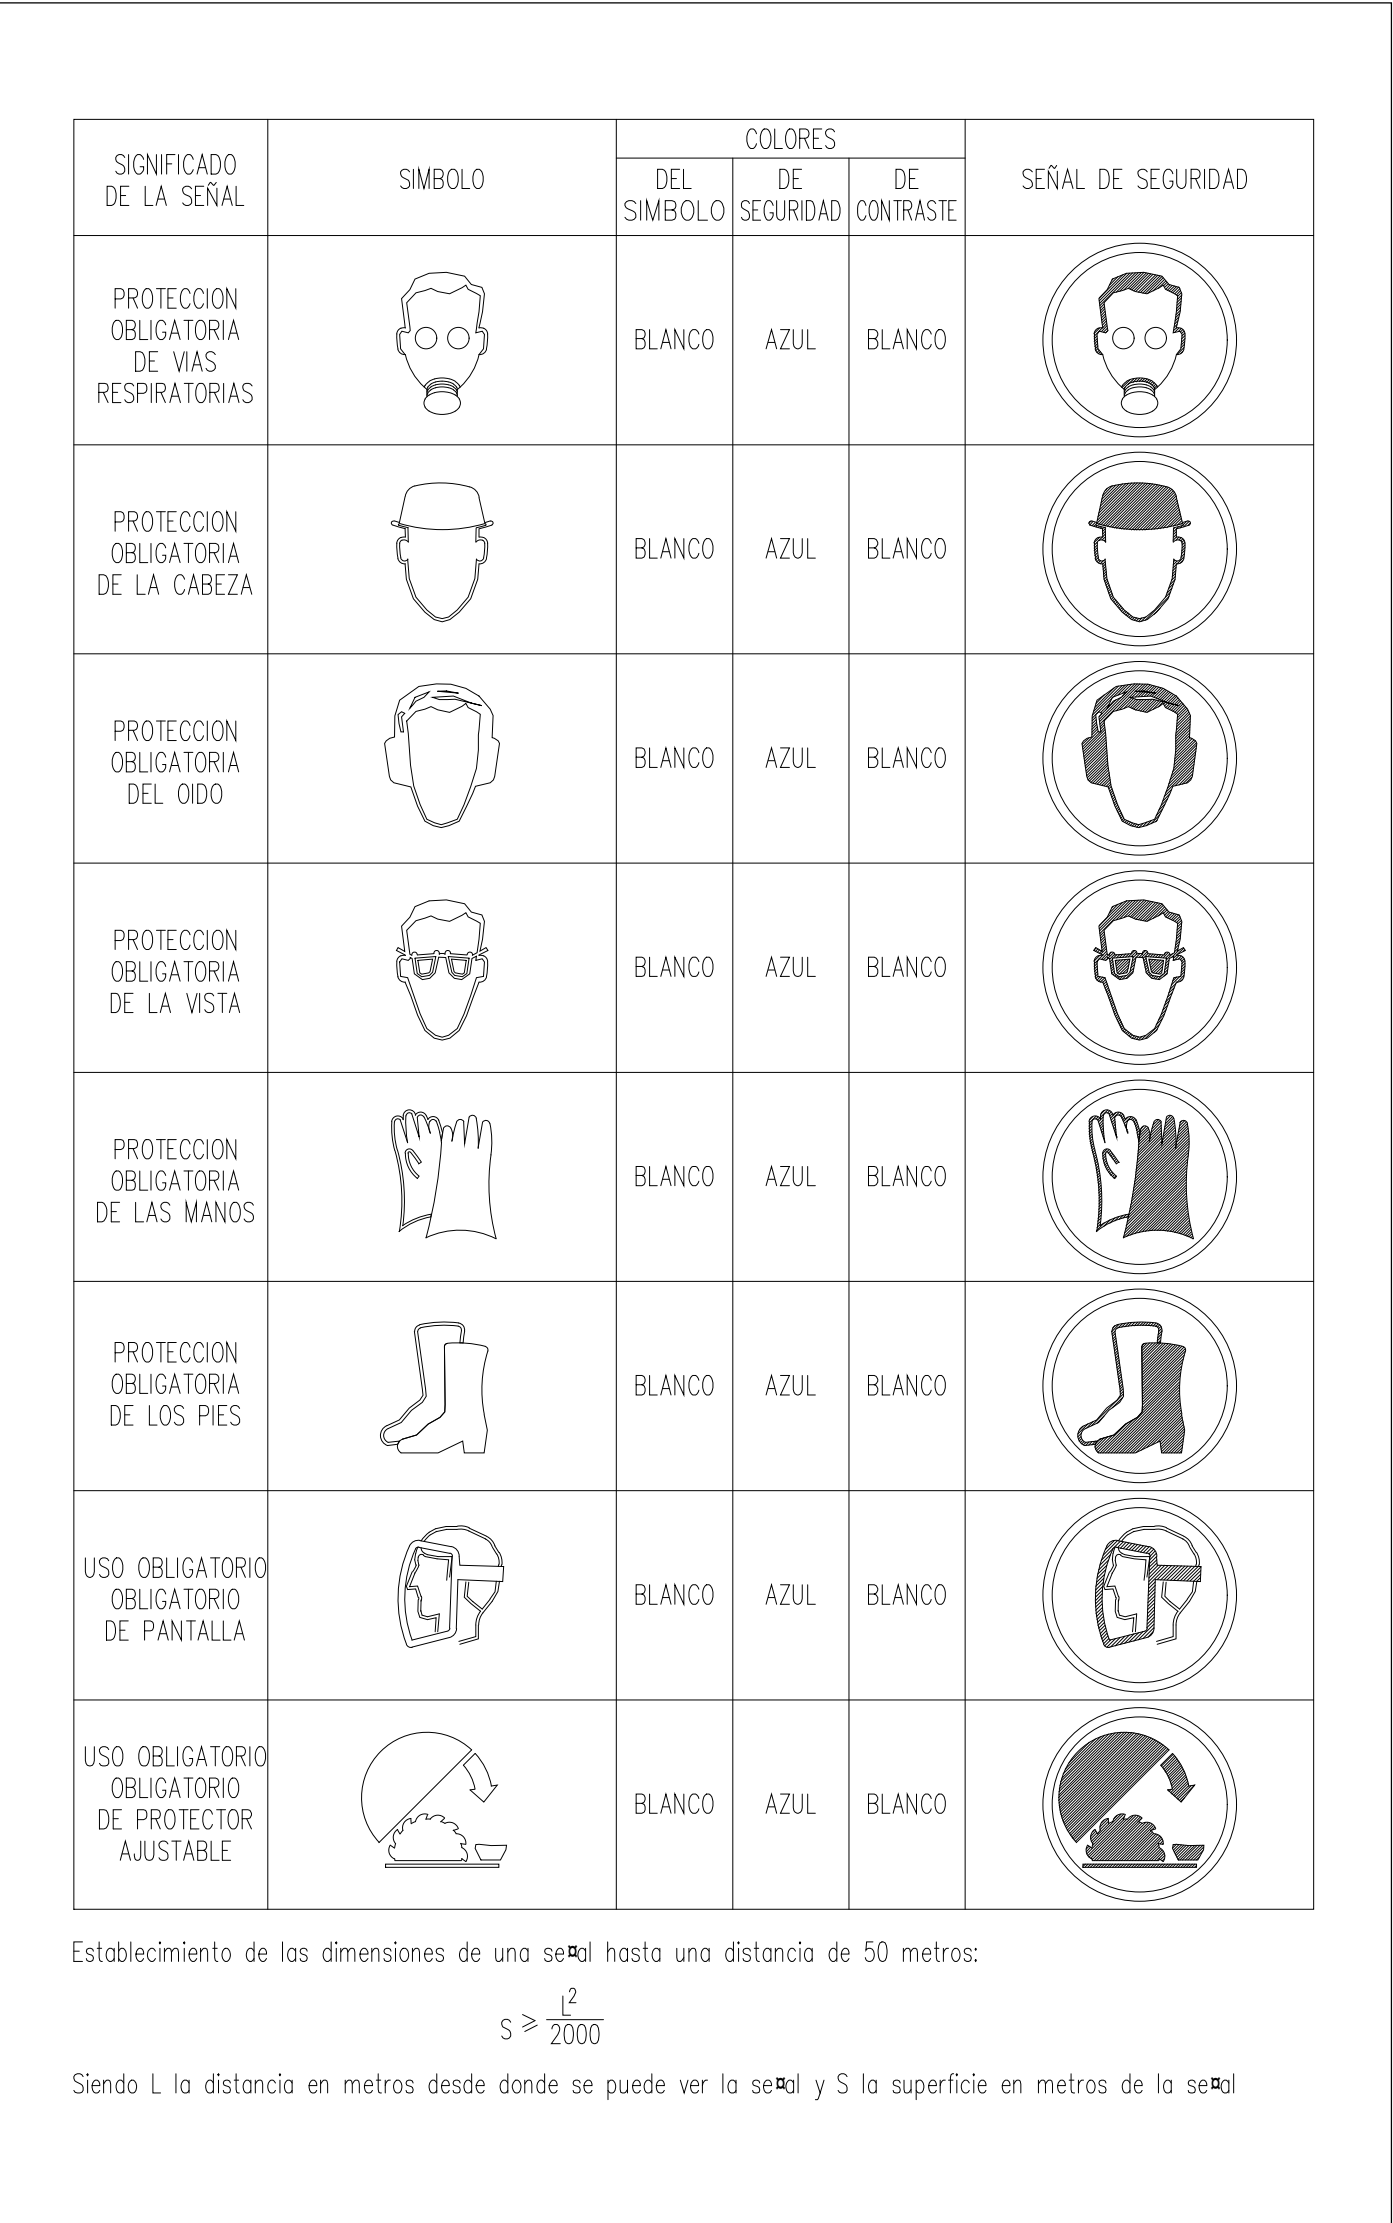 SIGNIFICADO
DE LA SEÑAL
SIMBOLO
COLORES
DEL
SIMBOLO
DE
SEGURIDAD
DE
CONTRASTE
SEÑAL DE SEGURIDAD
PROTECCION
OBLIGATORIA
DE VIAS
RESPIRATORIAS
BLANCO
AZUL
BLANCO
PROTECCION
OBLIGATORIA
DE LA CABEZA
BLANCO
AZUL
BLANCO
PROTECCION
OBLIGATORIA
DEL OIDO
BLANCO
AZUL
BLANCO
PROTECCION
OBLIGATORIA
DE LA VISTA
BLANCO
AZUL
BLANCO
PROTECCION
OBLIGATORIA
DE LAS MANOS
BLANCO
AZUL
BLANCO
PROTECCION
OBLIGATORIA
DE LOS PIES
BLANCO
AZUL
BLANCO
USO OBLIGATORIO
OBLIGATORIO
DE PANTALLA
BLANCO
AZUL
BLANCO
USO OBLIGATORIO
OBLIGATORIO
DE PROTECTOR
AJUSTABLE
BLANCO
AZUL
BLANCO
Establecimiento de las dimensiones de una se¤al hasta una distancia de 50 metros:
S ≥ L²/2000
Siendo L la distancia en metros desde donde se puede ver la se¤al y S la superficie en metros de la se¤al